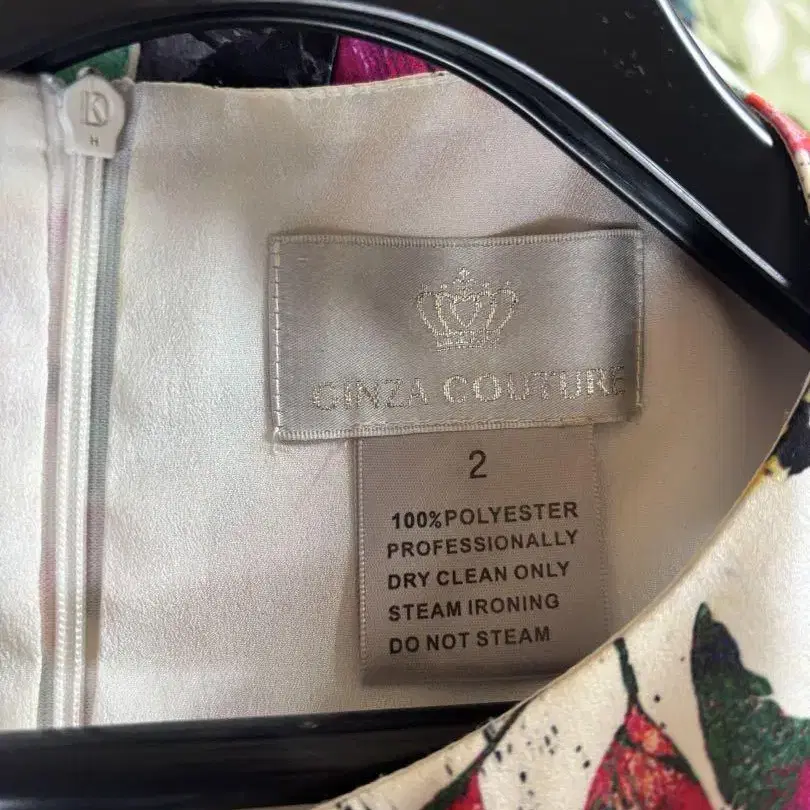 K
H
GINZA COUTURE
2
100%POLYESTER
PROFESSIONALLY
DRY CLEAN ONLY
STEAM IRONING
DO NOT STEAM